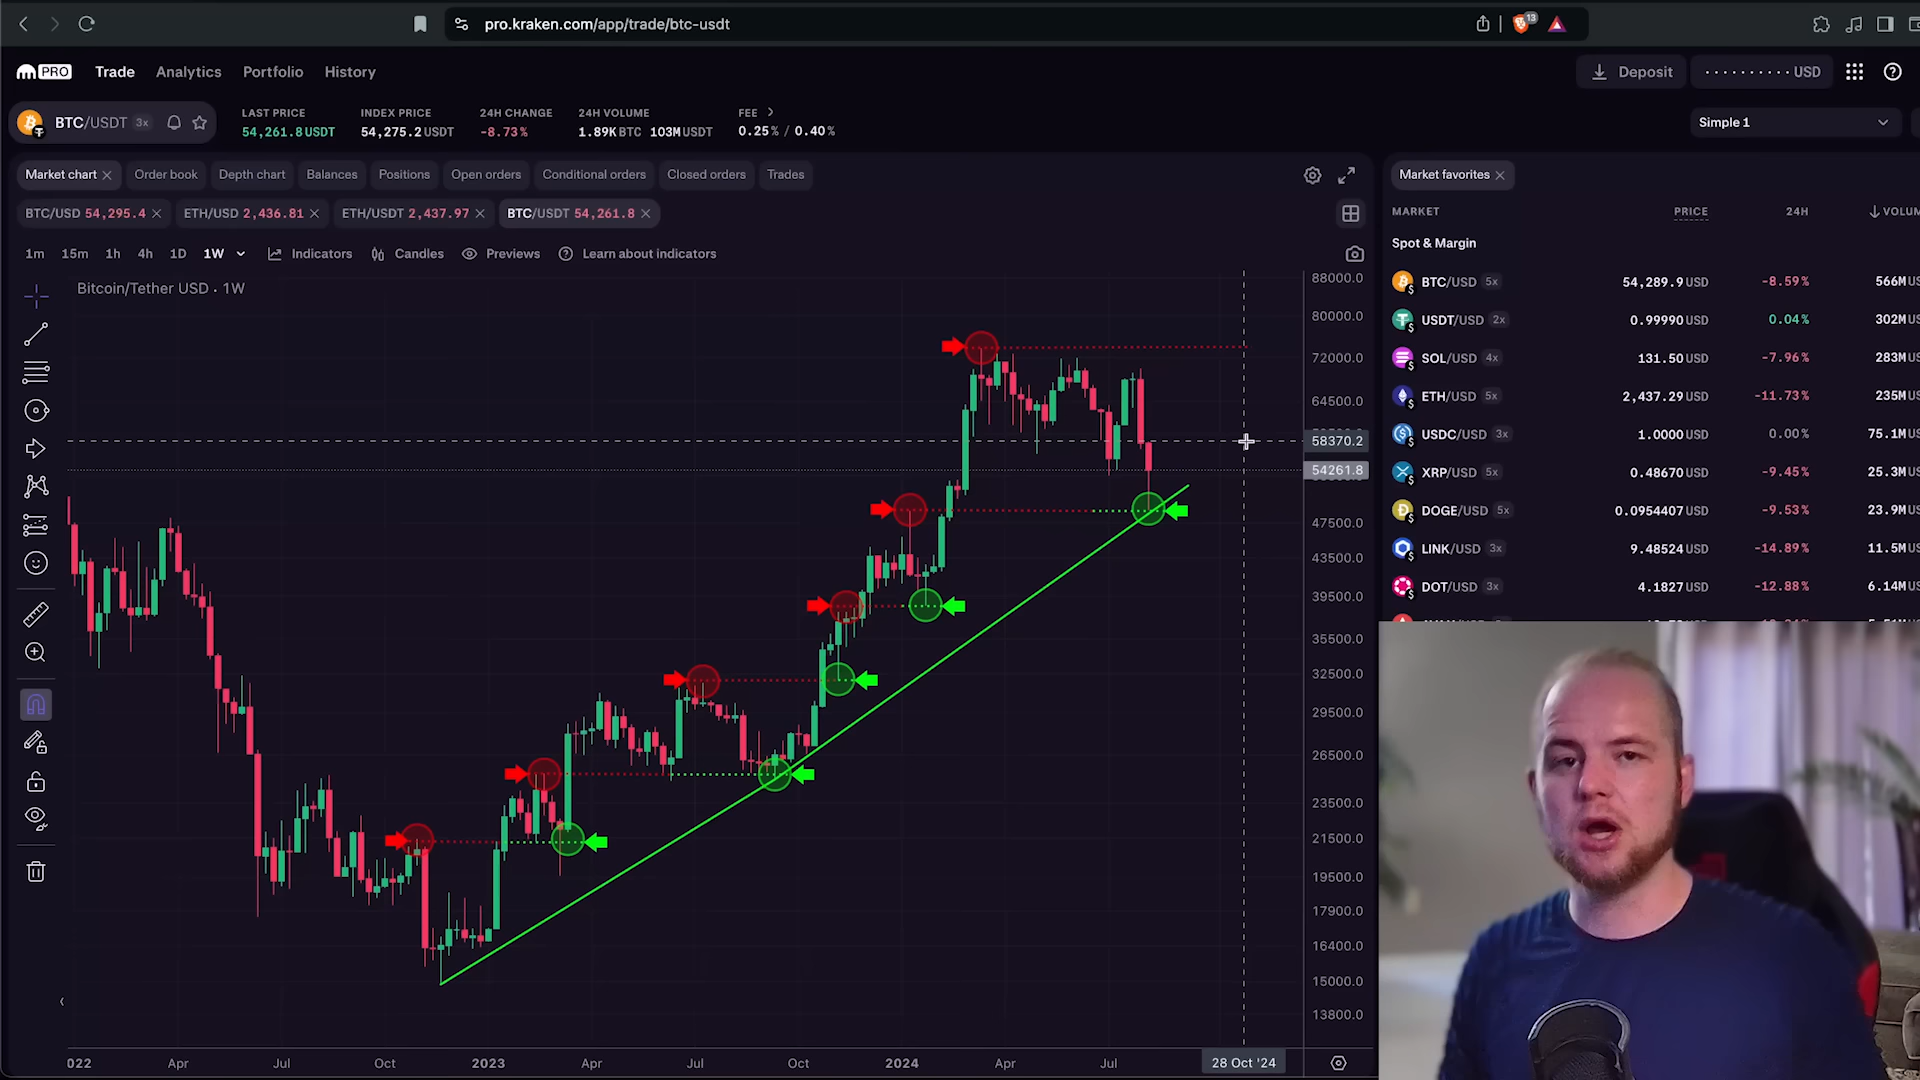 pro.kraken.com/app/trade/btc-usdt
13
PRO Trade Analytics Portfolio History
Deposit
·········· USD
BTC/USDT 3x
LAST PRICE INDEX PRICE 24H CHANGE 24H VOLUME FEE
54,261.8 USDT 54,275.2 USDT -8.73% 1.89K BTC 103M USDT 0.25% / 0.40%
Simple 1
Market chart Order book Depth chart Balances Positions Open orders Conditional orders Closed orders Trades
BTC/USD 54,295.4 ETH/USD 2,436.81 ETH/USDT 2,437.97 BTC/USDT 54,261.8
1m 15m 1h 4h 1D 1W Indicators Candles Previews Learn about indicators
Bitcoin/Tether USD · 1W
88000.0
80000.0
72000.0
64500.0
58370.2
54261.8
47500.0
43500.0
39500.0
35500.0
32500.0
29500.0
26500.0
23500.0
21500.0
19500.0
17900.0
16400.0
15000.0
13800.0
022 Apr Jul Oct 2023 Apr Jul Oct 2024 Apr Jul 28 Oct '24
Market favorites
MARKET PRICE 24H VOLUM
Spot & Margin
BTC/USD 5x 54,289.9 USD -8.59% 566M US
USDT/USD 2x 0.99990 USD 0.04% 302M US
SOL/USD 4x 131.50 USD -7.96% 283M US
ETH/USD 5x 2,437.29 USD -11.73% 235M US
USDC/USD 3x 1.0000 USD 0.00% 75.1M US
XRP/USD 5x 0.48670 USD -9.45% 25.3M US
DOGE/USD 5x 0.0954407 USD -9.53% 23.9M US
LINK/USD 3x 9.48524 USD -14.89% 11.5M US
DOT/USD 3x 4.1827 USD -12.88% 6.14M US